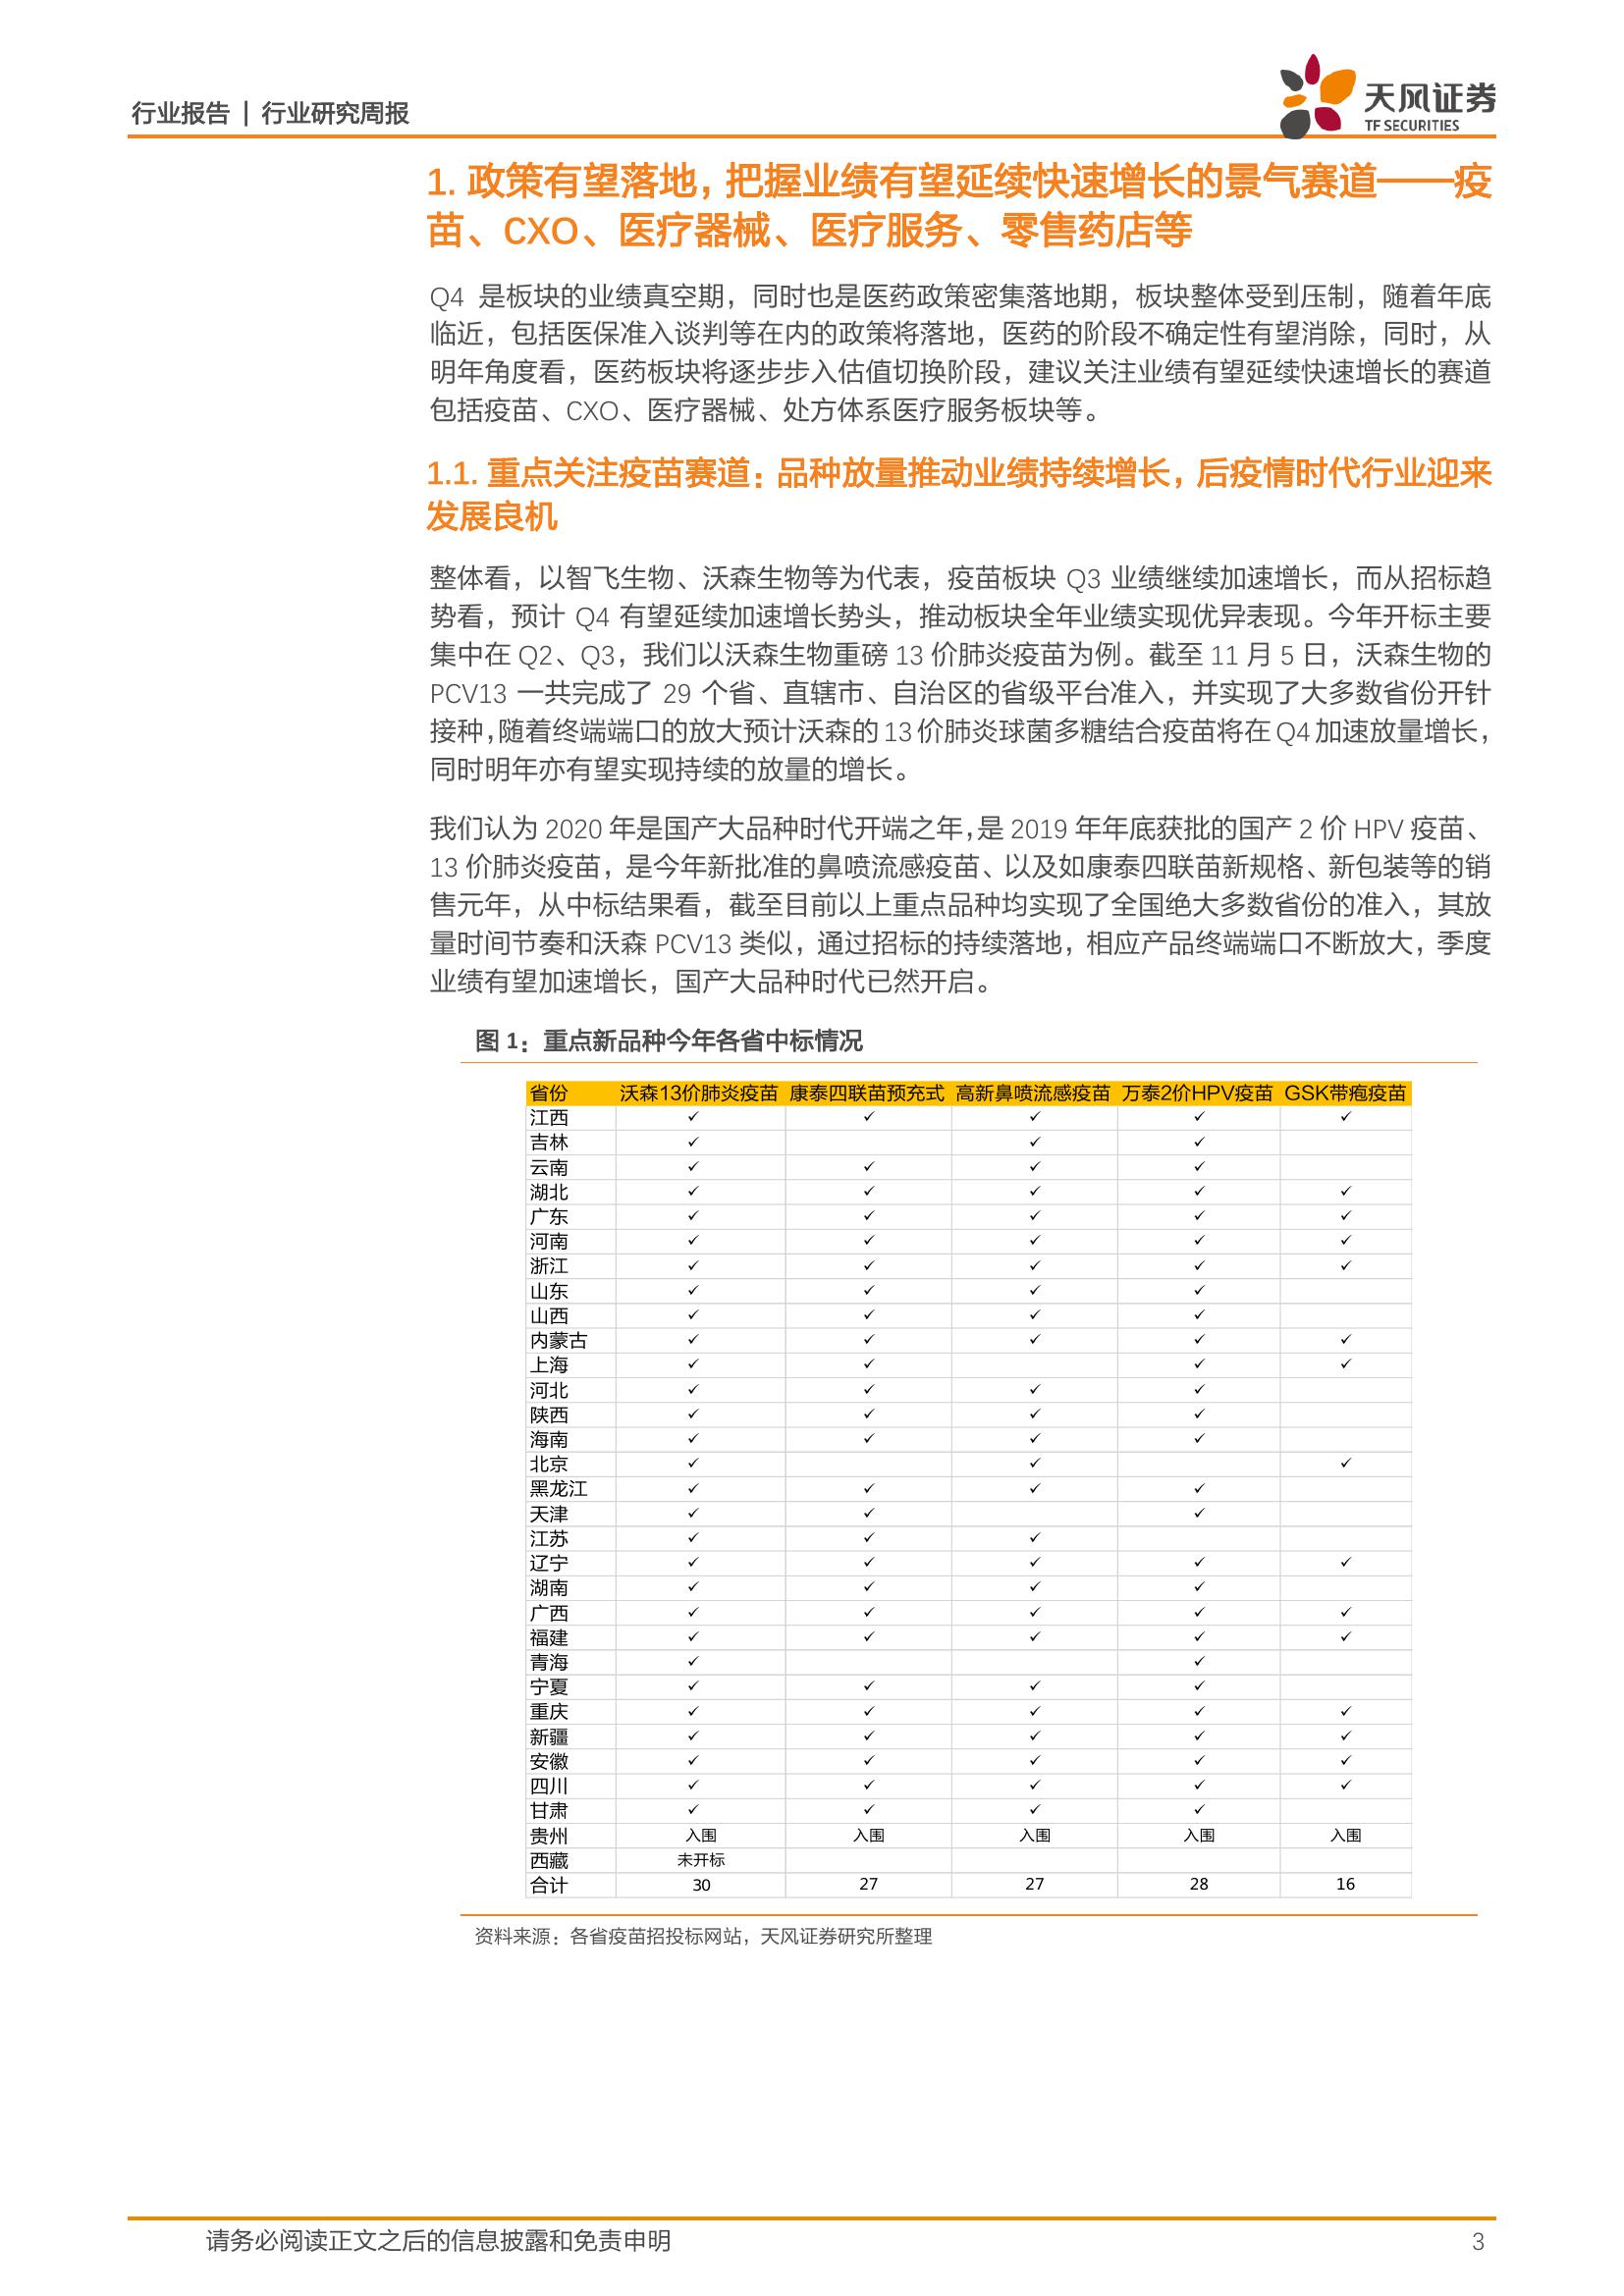 行业报告 | 行业研究周报
天风证券
TF SECURITIES
1. 政策有望落地，把握业绩有望延续快速增长的景气赛道——疫
苗、CXO、医疗器械、医疗服务、零售药店等
Q4 是板块的业绩真空期，同时也是医药政策密集落地期，板块整体受到压制，随着年底
临近，包括医保准入谈判等在内的政策将落地，医药的阶段不确定性有望消除，同时，从
明年角度看，医药板块将逐步步入估值切换阶段，建议关注业绩有望延续快速增长的赛道
包括疫苗、CXO、医疗器械、处方体系医疗服务板块等。
1.1. 重点关注疫苗赛道：品种放量推动业绩持续增长，后疫情时代行业迎来
发展良机
整体看，以智飞生物、沃森生物等为代表，疫苗板块 Q3 业绩继续加速增长，而从招标趋
势看，预计 Q4 有望延续加速增长势头，推动板块全年业绩实现优异表现。今年开标主要
集中在 Q2、Q3，我们以沃森生物重磅 13 价肺炎疫苗为例。截至 11 月 5 日，沃森生物的
PCV13 一共完成了 29 个省、直辖市、自治区的省级平台准入，并实现了大多数省份开针
接种，随着终端端口的放大预计沃森的 13 价肺炎球菌多糖结合疫苗将在 Q4 加速放量增长，
同时明年亦有望实现持续的放量的增长。
我们认为 2020 年是国产大品种时代开端之年，是 2019 年年底获批的国产 2 价 HPV 疫苗、
13 价肺炎疫苗，是今年新批准的鼻喷流感疫苗、以及如康泰四联苗新规格、新包装等的销
售元年，从中标结果看，截至目前以上重点品种均实现了全国绝大多数省份的准入，其放
量时间节奏和沃森 PCV13 类似，通过招标的持续落地，相应产品终端端口不断放大，季度
业绩有望加速增长，国产大品种时代已然开启。
图 1：重点新品种今年各省中标情况
省份 沃森13价肺炎疫苗 康泰四联苗预充式 高新鼻喷流感疫苗 万泰2价HPV疫苗 GSK带疱疫苗
江西 ✓ ✓ ✓ ✓ ✓
吉林 ✓ ✓ ✓
云南 ✓ ✓ ✓ ✓
湖北 ✓ ✓ ✓ ✓ ✓
广东 ✓ ✓ ✓ ✓ ✓
河南 ✓ ✓ ✓ ✓ ✓
浙江 ✓ ✓ ✓ ✓ ✓
山东 ✓ ✓ ✓ ✓
山西 ✓ ✓ ✓ ✓
内蒙古 ✓ ✓ ✓ ✓ ✓
上海 ✓ ✓ ✓ ✓
河北 ✓ ✓ ✓ ✓
陕西 ✓ ✓ ✓ ✓
海南 ✓ ✓ ✓ ✓
北京 ✓ ✓ ✓
黑龙江 ✓ ✓ ✓ ✓
天津 ✓ ✓ ✓
江苏 ✓ ✓ ✓
辽宁 ✓ ✓ ✓ ✓ ✓
湖南 ✓ ✓ ✓ ✓
广西 ✓ ✓ ✓ ✓ ✓
福建 ✓ ✓ ✓ ✓ ✓
青海 ✓ ✓
宁夏 ✓ ✓ ✓ ✓
重庆 ✓ ✓ ✓ ✓ ✓
新疆 ✓ ✓ ✓ ✓ ✓
安徽 ✓ ✓ ✓ ✓ ✓
四川 ✓ ✓ ✓ ✓ ✓
甘肃 ✓ ✓ ✓ ✓
贵州 入围 入围 入围 入围 入围
西藏 未开标
合计 30 27 27 28 16
资料来源：各省疫苗招投标网站，天风证券研究所整理
请务必阅读正文之后的信息披露和免责申明 3